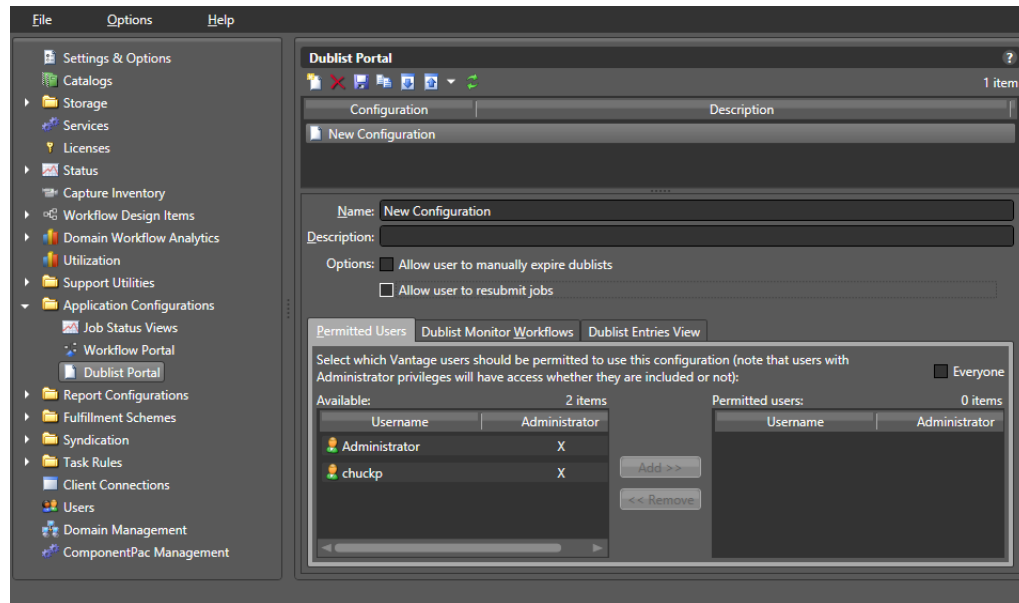 File Options Help
Settings & Options
Catalogs
Storage
Services
Licenses
Status
Capture Inventory
Workflow Design Items
Domain Workflow Analytics
Utilization
Support Utilities
Application Configurations
Job Status Views
Workflow Portal
Dublist Portal
Report Configurations
Fulfillment Schemes
Syndication
Task Rules
Client Connections
Users
Domain Management
ComponentPac Management
Dublist Portal ?
1 item
Configuration Description
New Configuration
Name: New Configuration
Description:
Options: Allow user to manually expire dublists
Allow user to resubmit jobs
Permitted Users Dublist Monitor Workflows Dublist Entries View
Select which Vantage users should be permitted to use this configuration (note that users with
Administrator privileges will have access whether they are included or not):
Everyone
Available: 2 items Permitted users: 0 items
Username Administrator Username Administrator
Administrator X
chuckp X
Add >>
<< Remove